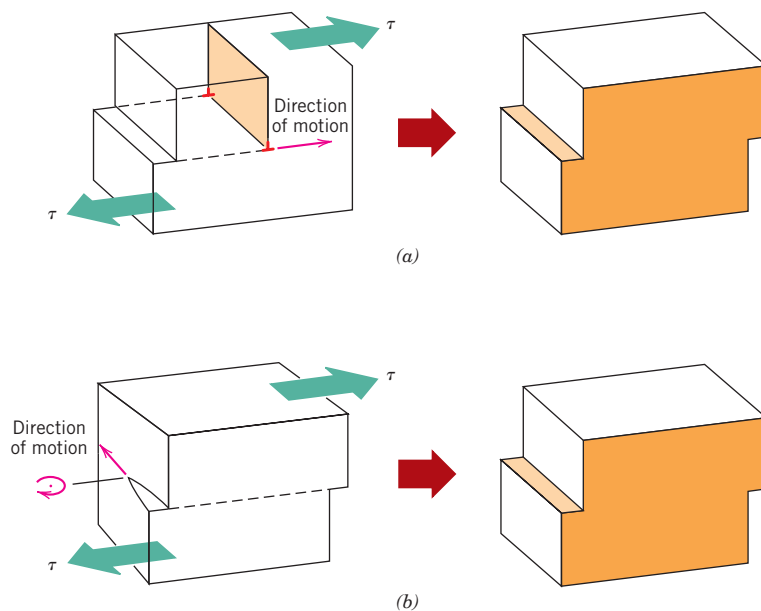 τ
Direction
of motion
τ
(a)
τ
Direction
of motion
τ
(b)